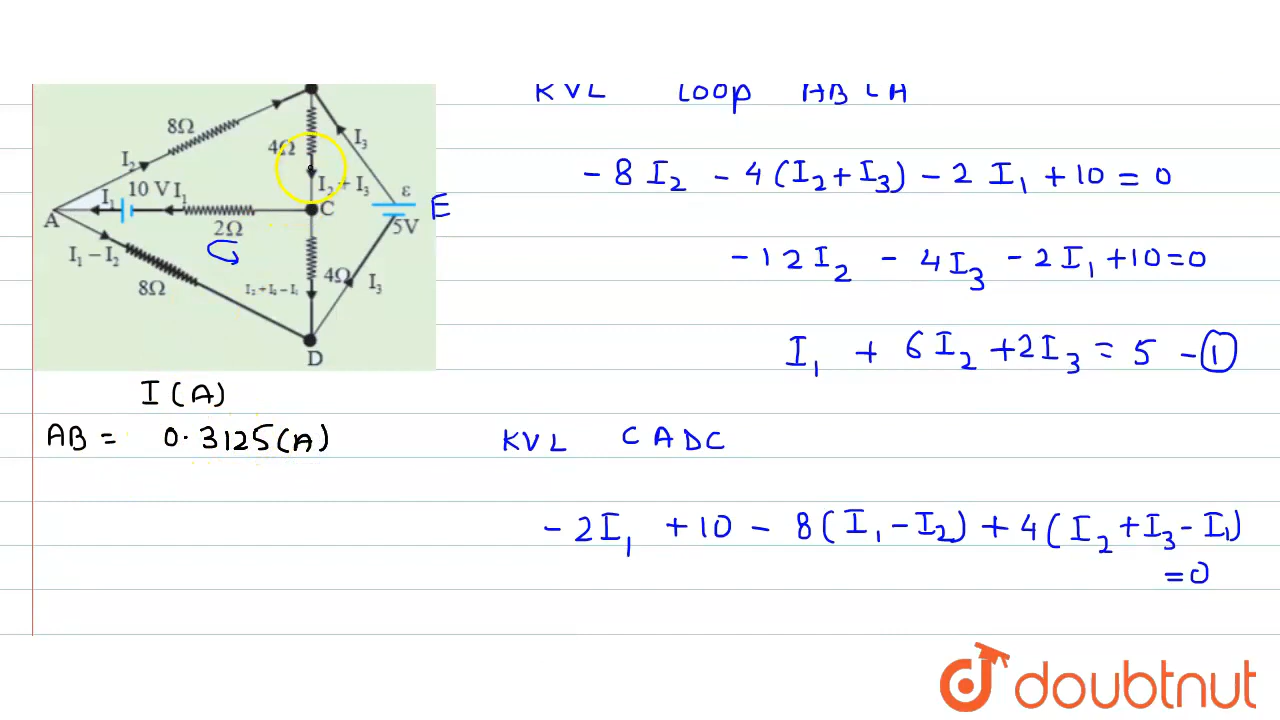 KVL LOOP ABCA
8Ω
4Ω
I₃
I₂
I₂ + I₃
ε
10 V I₁
I₁
A
C
E
2Ω
5V
- 8 I₂ - 4 (I₂ + I₃) - 2 I₁ + 10 = 0
I₁ – I₂
8Ω
I₂ + I₃ – I₁
4Ω
I₃
D
- 12 I₂ - 4 I₃ - 2 I₁ + 10 = 0
I₁ + 6 I₂ + 2 I₃ = 5 - ①
I (A)
AB = 0.3125 (A)
KVL CADC
- 2 I₁ + 10 - 8 (I₁ - I₂) + 4 (I₂ + I₃ - I₁)
= 0
doubtnut